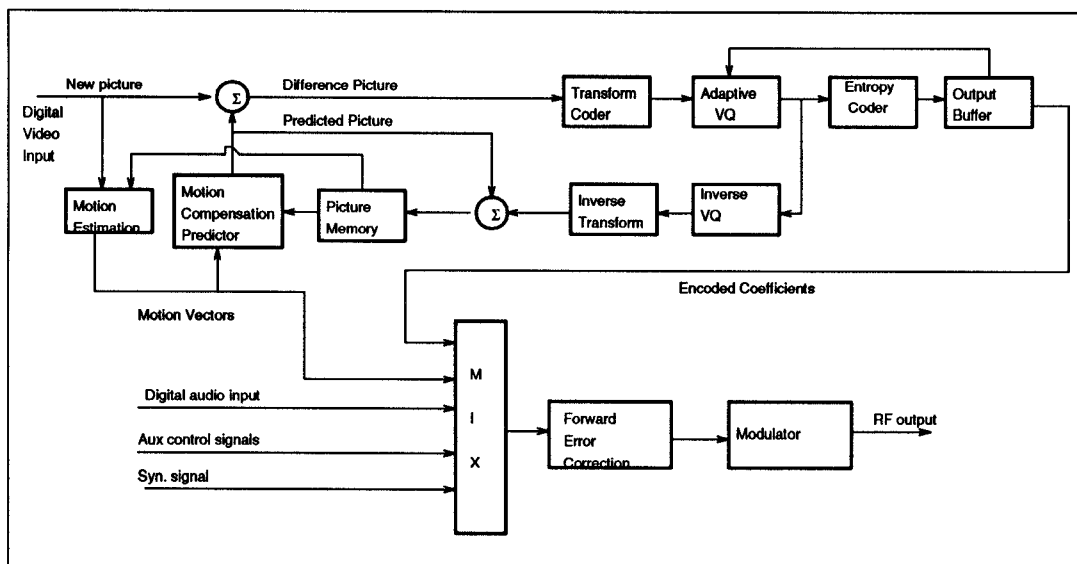 New picture
Digital
Video
Input
Σ
Difference Picture
Predicted Picture
Transform
Coder
Adaptive
VQ
Entropy
Coder
Output
Buffer
Motion
Estimation
Motion
Compensation
Predictor
Picture
Memory
Σ
Inverse
Transform
Inverse
VQ
Encoded Coefficients
Motion Vectors
Digital audio input
Aux control signals
Syn. signal
M
I
X
Forward
Error
Correction
Modulator
RF output